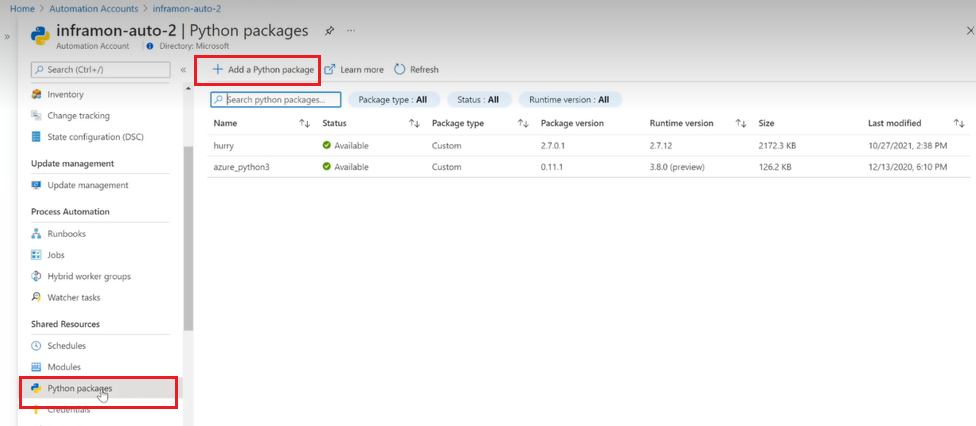 Home > Automation Accounts > inframon-auto-2
»
inframon-auto-2 | Python packages ...
Automation Account Directory: Microsoft
Search (Ctrl+/) «
Inventory
Change tracking
State configuration (DSC)
Update management
Update management
Process Automation
Runbooks
Jobs
Hybrid worker groups
Watcher tasks
Shared Resources
Schedules
Modules
Python packages
Credentials
+ Add a Python package Learn more Refresh
Search python packages... Package type : All Status : All Runtime version : All
Name ↑↓ Status ↑↓ Package type ↑↓ Package version Runtime version ↑↓ Size Last modified ↑↓
hurry Available Custom 2.7.0.1 2.7.12 2172.3 KB 10/27/2021, 2:38 PM
azure_python3 Available Custom 0.11.1 3.8.0 (preview) 126.2 KB 12/13/2020, 6:10 PM